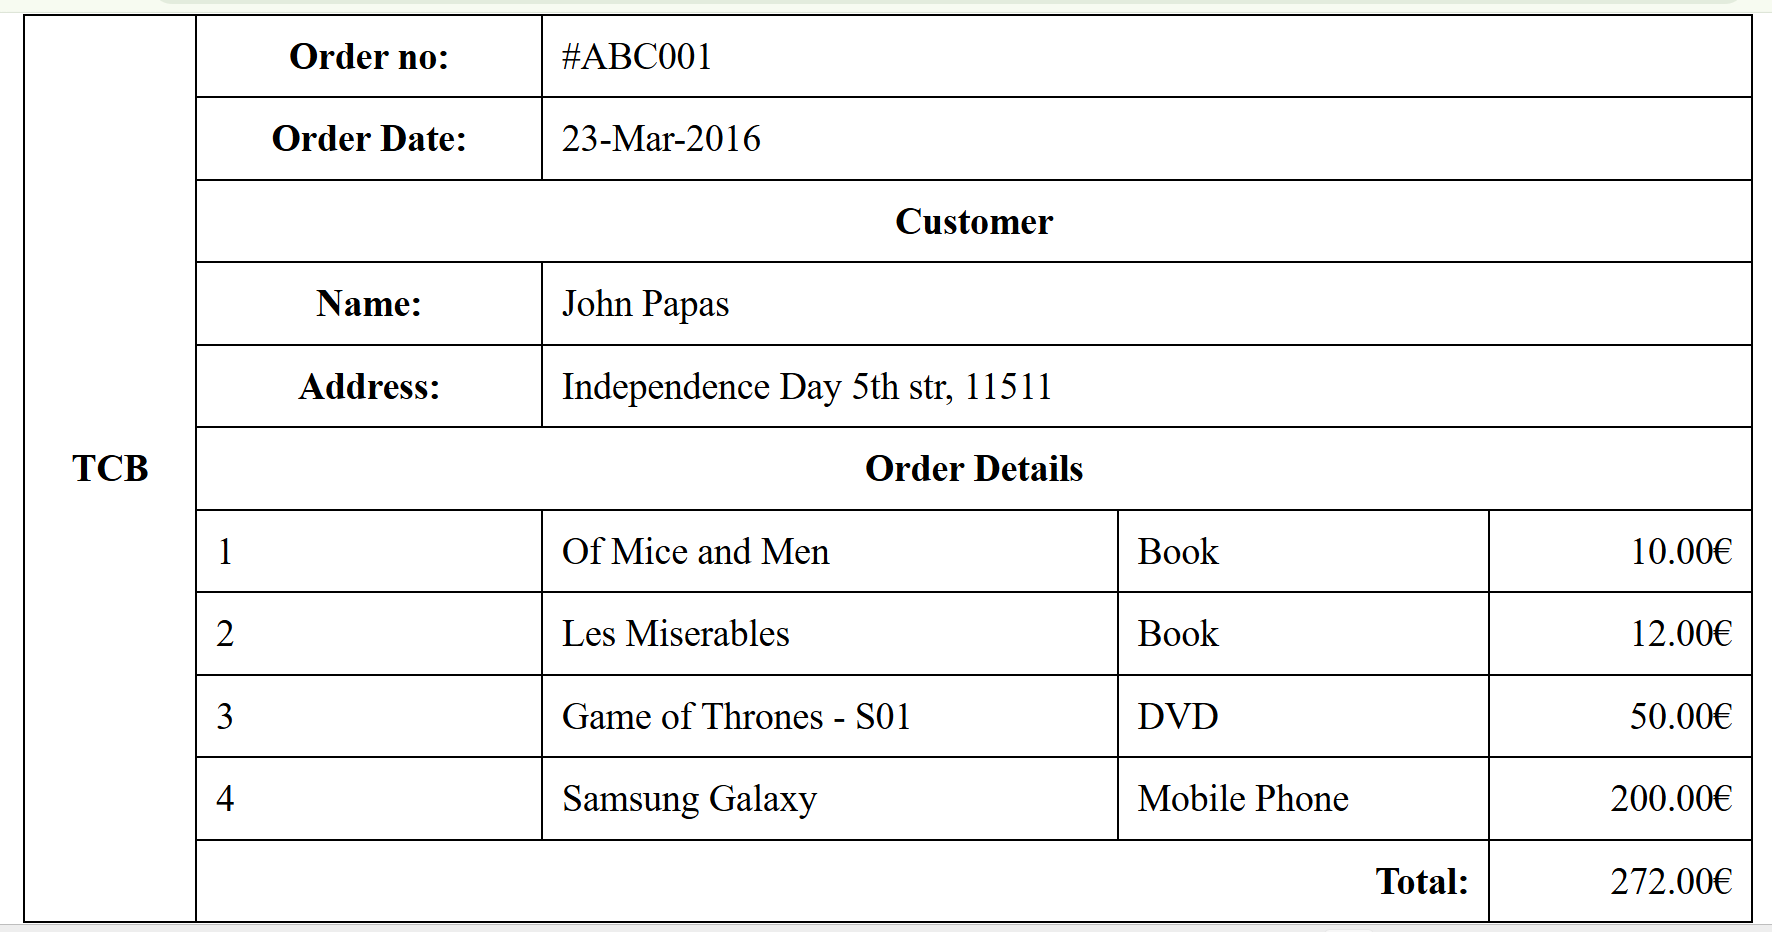 Order no: #ABC001
Order Date: 23-Mar-2016
Customer
Name: John Papas
Address: Independence Day 5th str, 11511
TCB
Order Details
1 Of Mice and Men Book 10.00€
2 Les Miserables Book 12.00€
3 Game of Thrones - S01 DVD 50.00€
4 Samsung Galaxy Mobile Phone 200.00€
Total: 272.00€